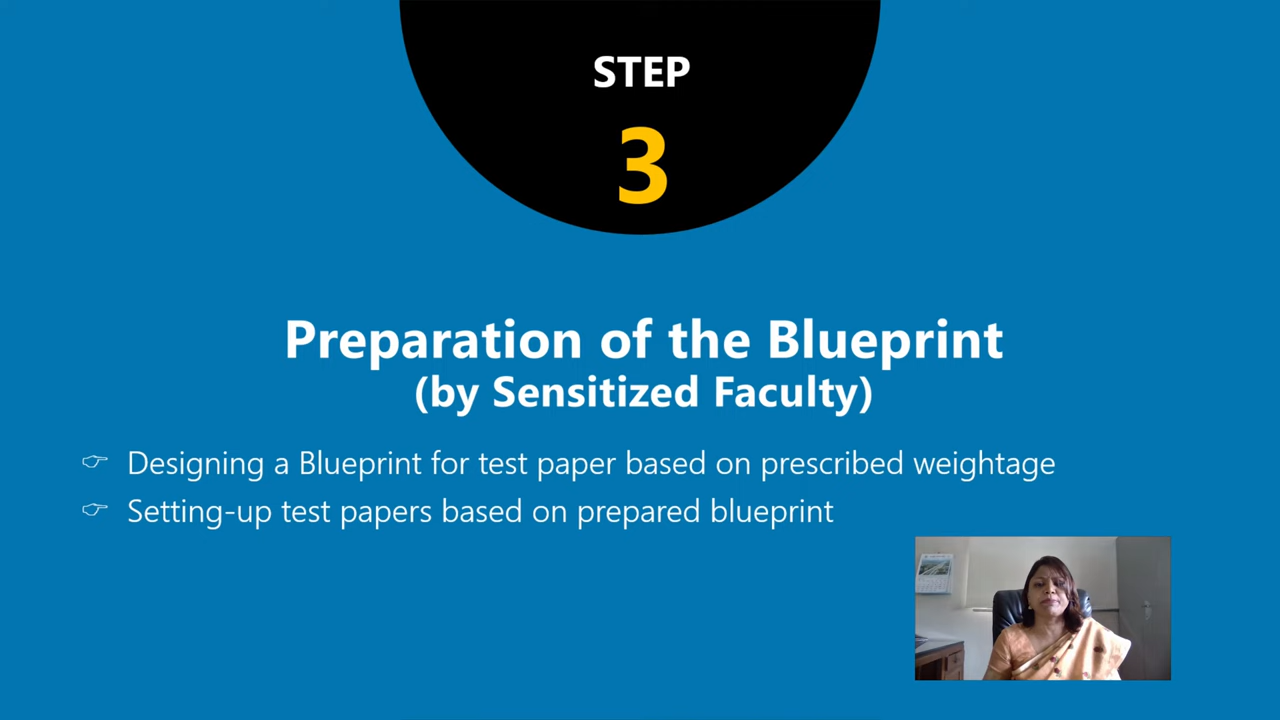 STEP
3
Preparation of the Blueprint
(by Sensitized Faculty)
Designing a Blueprint for test paper based on prescribed weightage
Setting-up test papers based on prepared blueprint